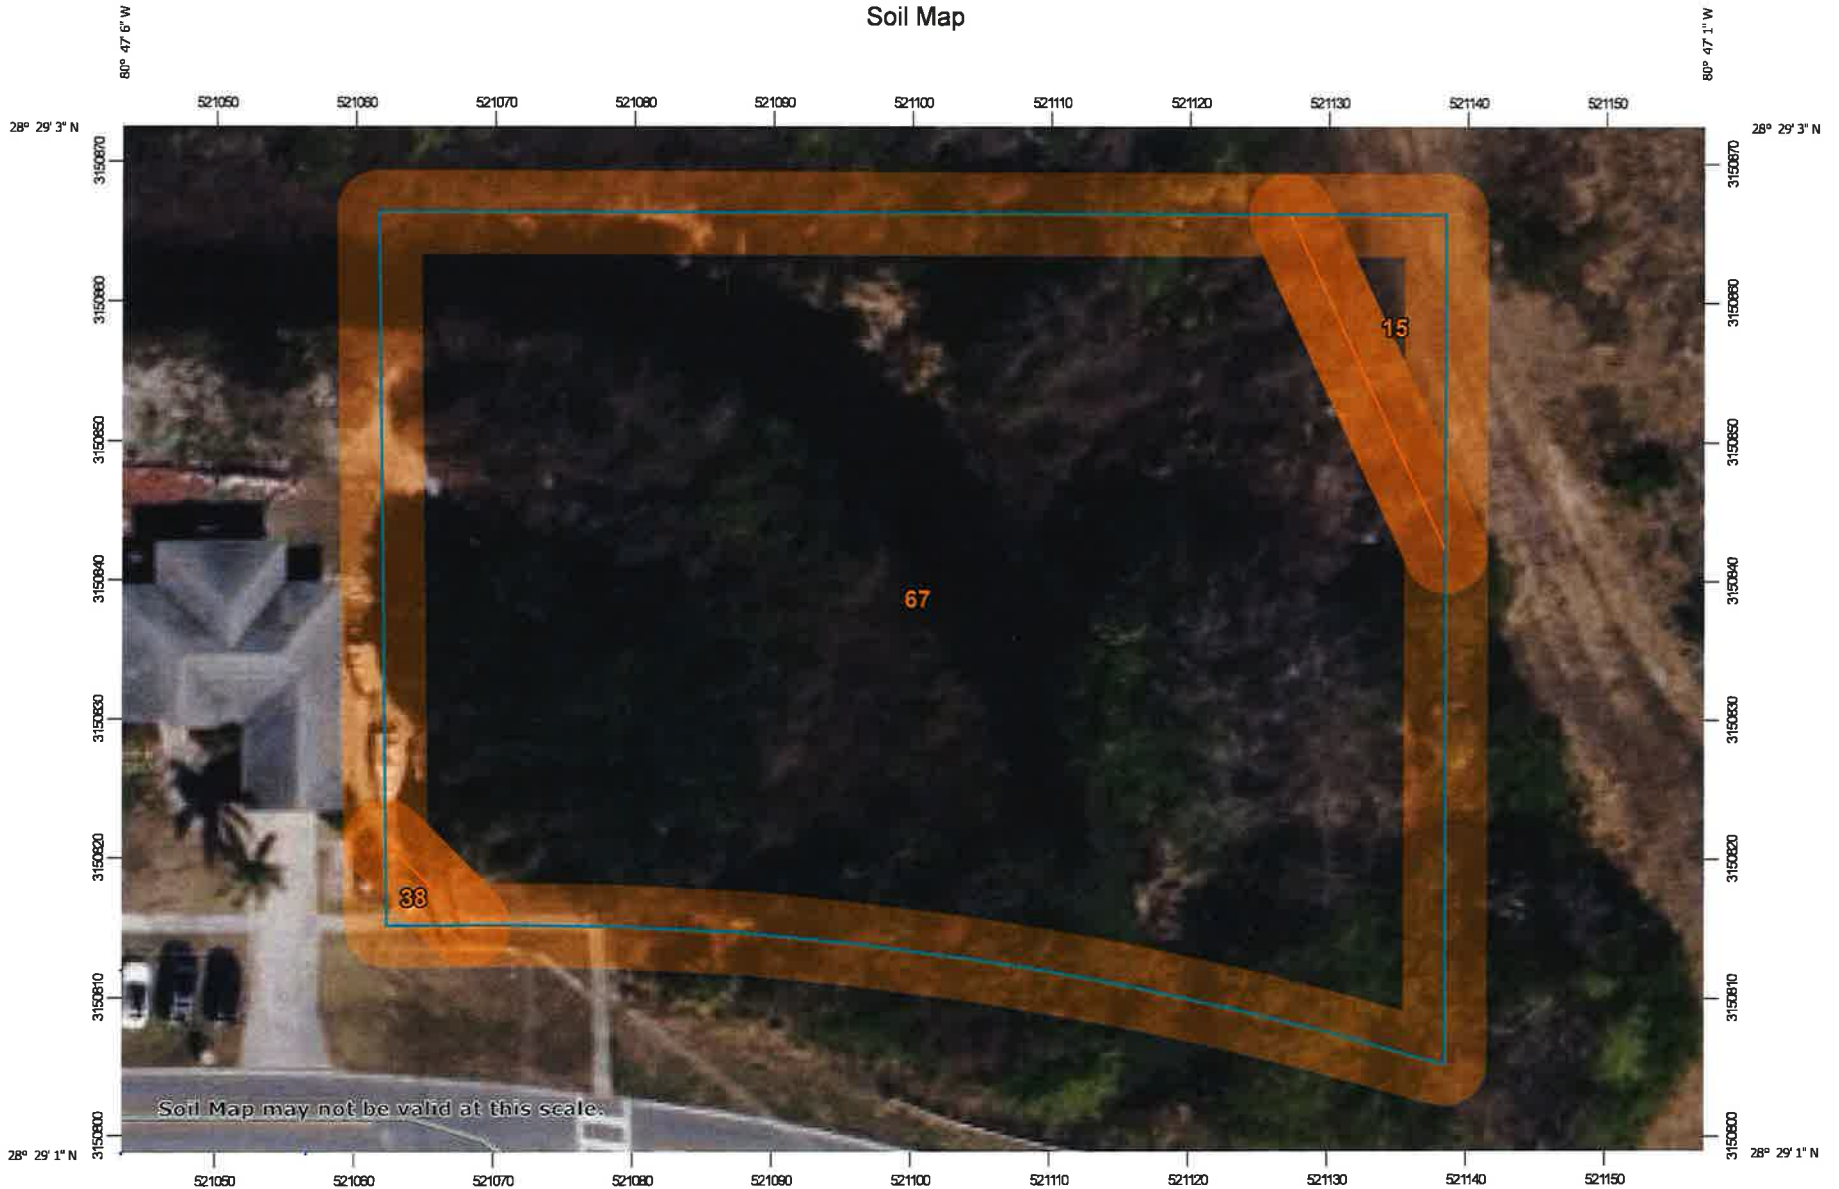 Soil Map
80° 47' 6" W
80° 47' 1" W
521050 521060 521070 521080 521090 521100 521110 521120 521130 521140 521150
28° 29' 3" N
28° 29' 3" N
3150870
3150870
3150860
3150860
15
3150850
3150850
3150840
3150840
67
3150830
3150830
3150820
3150820
38
3150810
3150810
Soil Map may not be valid at this scale.
3150800
3150800
28° 29' 1" N
28° 29' 1" N
521050 521060 521070 521080 521090 521100 521110 521120 521130 521140 521150